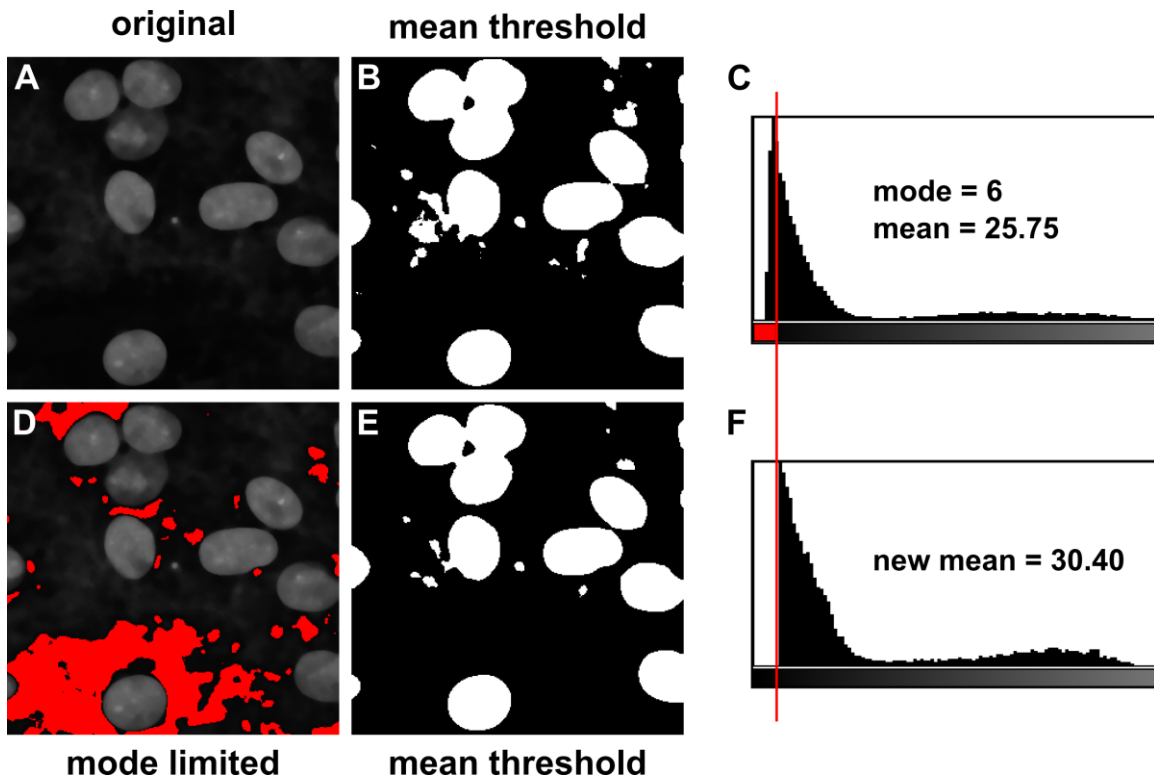 original
mean threshold
A
B
C
mode = 6
mean = 25.75
D
E
F
new mean = 30.40
mode limited
mean threshold